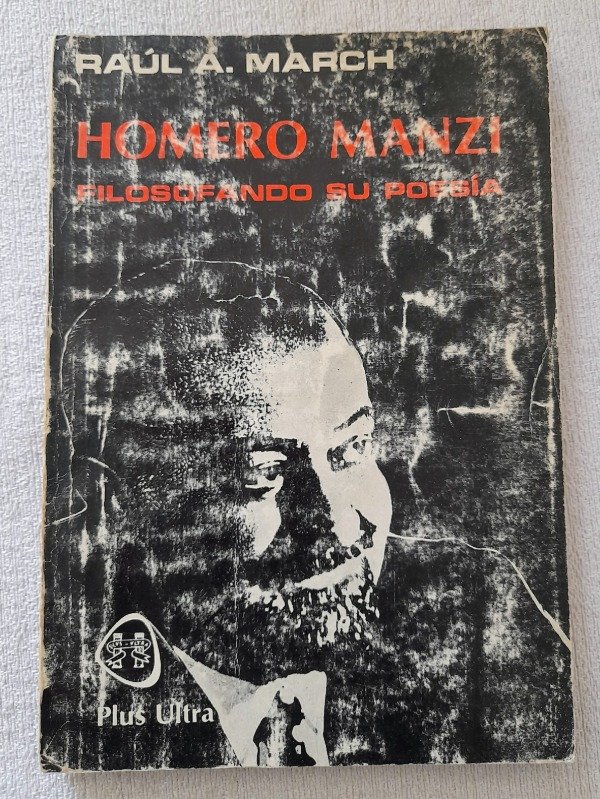 RAÚL A. MARCH
HOMERO MANZI
FILOSOFANDO SU POESÍA
Plus Ultra